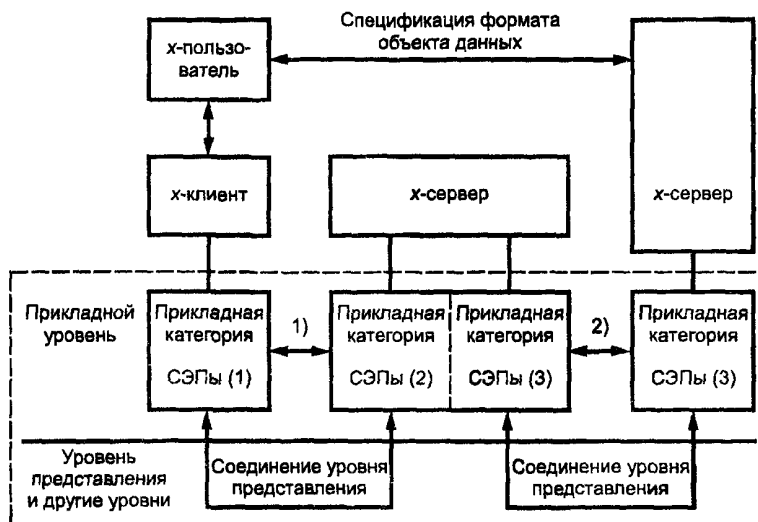 Спецификация формата
объекта данных
x-пользо-
ватель
x-клиент
x-сервер
x-сервер
Прикладной
уровень
Прикладная
категория
СЭПы (1)
1)
Прикладная
категория
СЭПы (2)
Прикладная
категория
СЭПы (3)
2)
Прикладная
категория
СЭПы (3)
Уровень
представления
и другие уровни
Соединение уровня
представления
Соединение уровня
представления